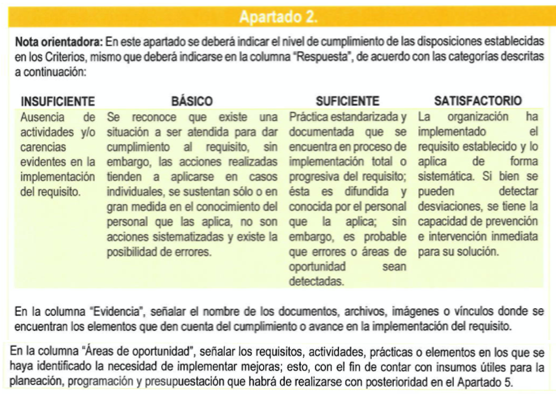 Apartado 2.
Nota orientadora: En este apartado se deberá indicar el nivel de cumplimiento de las disposiciones establecidas
en los Criterios, mismo que deberá indicarse en la columna "Respuesta", de acuerdo con las categorías descritas
a continuación:
INSUFICIENTE
Ausencia de
actividades y/o
carencias
evidentes en la
implementación
del requisito.
BÁSICO
Se reconoce que existe una
situación a ser atendida para dar
cumplimiento al requisito, sin
embargo, las acciones realizadas
tienden a aplicarse en casos
individuales, se sustentan sólo o en
gran medida en el conocimiento del
personal que las aplica, no son
acciones sistematizadas y existe la
posibilidad de errores.
SUFICIENTE
Práctica estandarizada y
documentada que se
encuentra en proceso de
implementación total o
progresiva del requisito;
ésta es difundida y
conocida por el personal
que la aplica; sin
embargo, es probable
que errores o áreas de
oportunidad sean
detectadas.
SATISFACTORIO
La organización ha
implementado el
requisito establecido y lo
aplica de forma
sistemática. Si bien se
pueden detectar
desviaciones, se tiene la
capacidad de prevención
e intervención inmediata
para su solución.
En la columna "Evidencia", señalar el nombre de los documentos, archivos, imágenes o vínculos donde se
encuentran los elementos que den cuenta del cumplimiento o avance en la implementación del requisito.
En la columna "Áreas de oportunidad", señalar los requisitos, actividades, prácticas o elementos en los que se
haya identificado la necesidad de implementar mejoras; esto, con el fin de contar con insumos útiles para la
planeación, programación y presupuestación que habrá de realizarse con posterioridad en el Apartado 5.